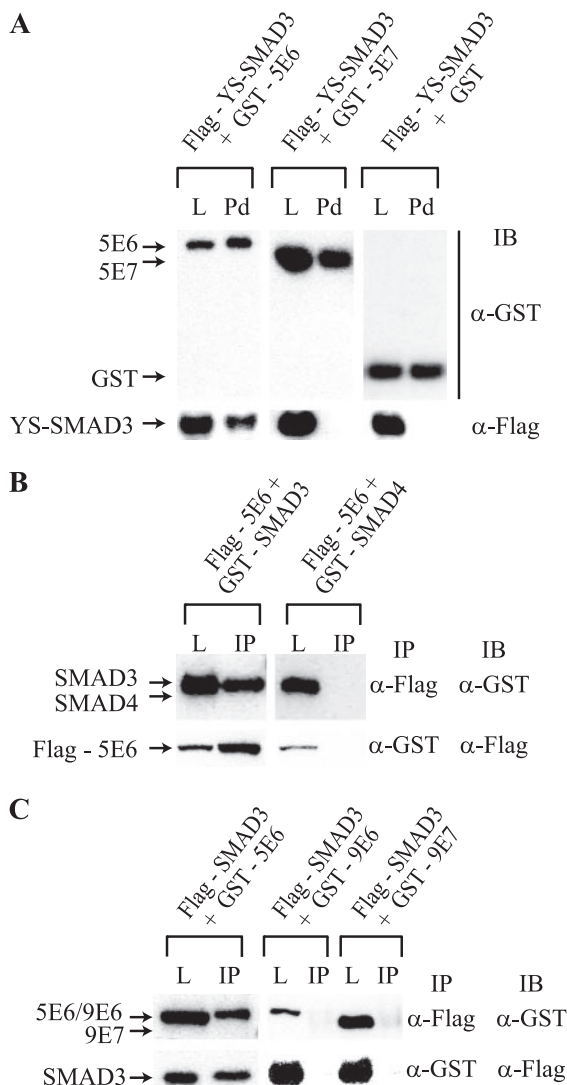 A
Flag - YS-SMAD3
+ GST - 5E6
Flag - YS-SMAD3
+ GST - 5E7
Flag - YS-SMAD3
+ GST
L Pd L Pd L Pd
5E6
5E7
IB
α-GST
GST
YS-SMAD3
α-Flag
B
Flag - 5E6 +
GST - SMAD3
Flag - 5E6 +
GST - SMAD4
L IP L IP IP IB
SMAD3
SMAD4
α-Flag α-GST
Flag - 5E6
α-GST α-Flag
C
Flag - SMAD3
+ GST - 5E6
Flag - SMAD3
+ GST - 9E6
Flag - SMAD3
+ GST - 9E7
L IP L IP L IP IP IB
5E6/9E6
9E7
α-Flag α-GST
SMAD3
α-GST α-Flag